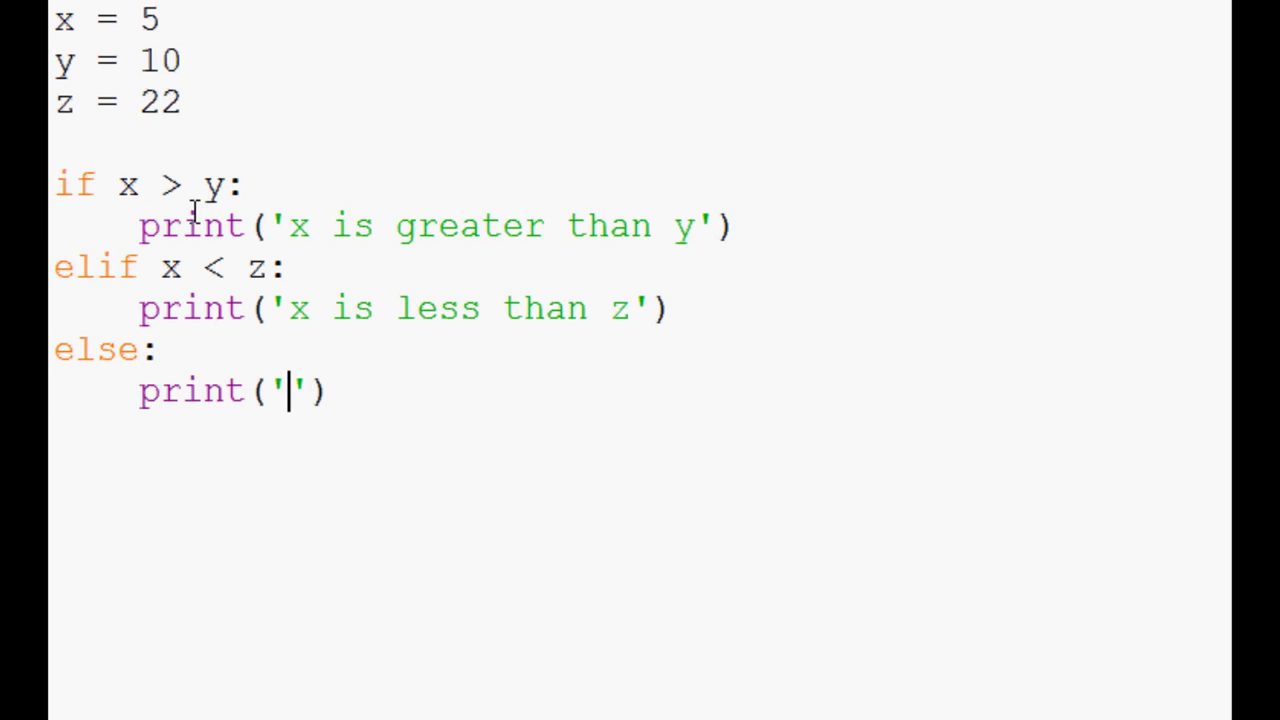 x = 5
y = 10
z = 22

if x > y:
    print('x is greater than y')
elif x < z:
    print('x is less than z')
else:
    print('')